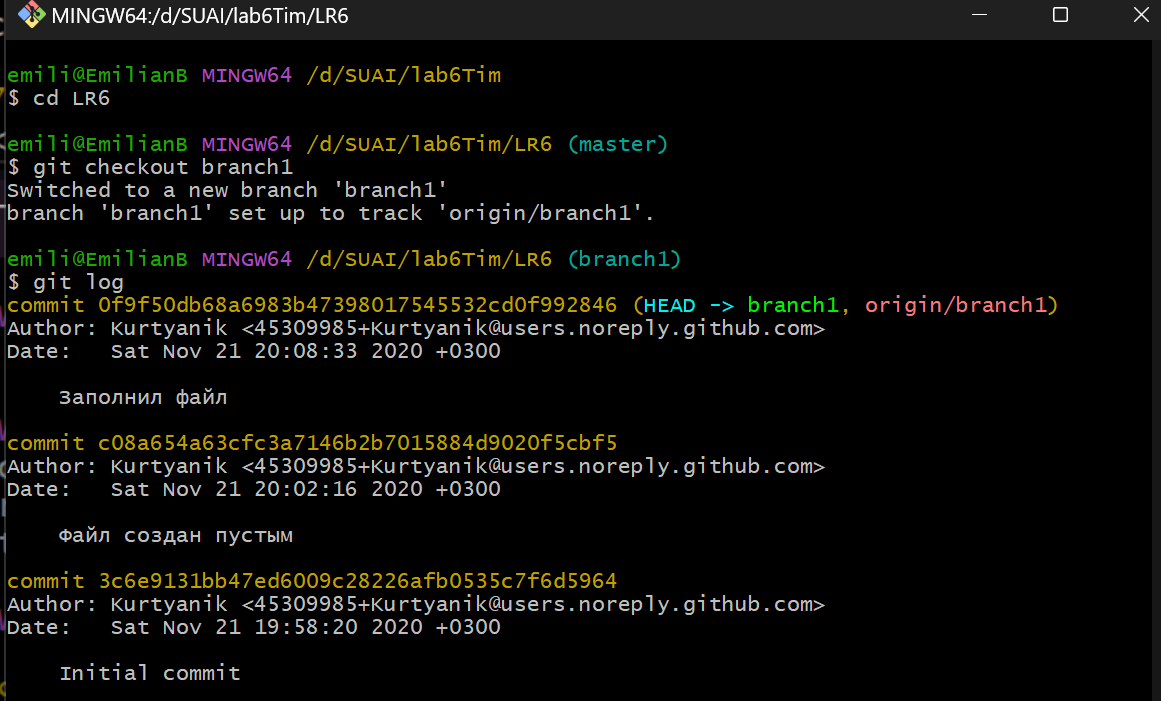 MINGW64:/d/SUAI/lab6Tim/LR6
emili@EmilianB MINGW64 /d/SUAI/lab6Tim
$ cd LR6
emili@EmilianB MINGW64 /d/SUAI/lab6Tim/LR6 (master)
$ git checkout branch1
Switched to a new branch 'branch1'
branch 'branch1' set up to track 'origin/branch1'.
emili@EmilianB MINGW64 /d/SUAI/lab6Tim/LR6 (branch1)
$ git log
commit 0f9f50db68a6983b47398017545532cd0f992846 (HEAD -> branch1, origin/branch1)
Author: Kurtyanik <45309985+Kurtyanik@users.noreply.github.com>
Date:   Sat Nov 21 20:08:33 2020 +0300
Заполнил файл
commit c08a654a63cfc3a7146b2b7015884d9020f5cbf5
Author: Kurtyanik <45309985+Kurtyanik@users.noreply.github.com>
Date:   Sat Nov 21 20:02:16 2020 +0300
Файл создан пустым
commit 3c6e9131bb47ed6009c28226afb0535c7f6d5964
Author: Kurtyanik <45309985+Kurtyanik@users.noreply.github.com>
Date:   Sat Nov 21 19:58:20 2020 +0300
Initial commit